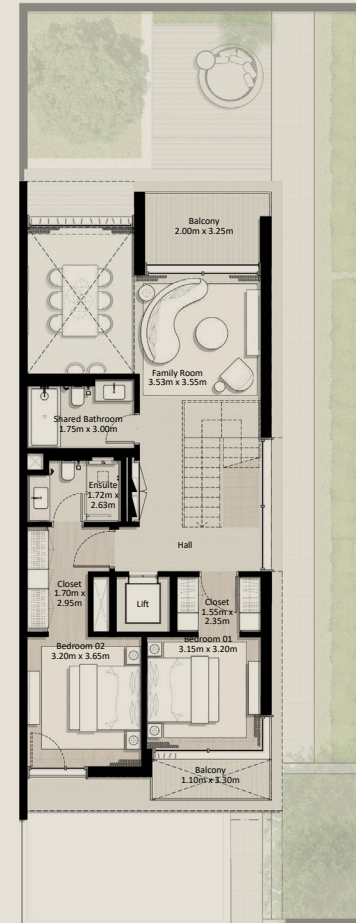 Balcony
2.00m x 3.25m
Family Room
3.53m x 3.55m
Shared Bathroom
1.75m x 3.00m
Ensuite
1.72m x
2.63m
Hall
Closet
1.70m x
2.95m
Lift
Closet
1.55m x
2.35m
Bedroom 02
3.20m x 3.65m
Bedroom 01
3.15m x 3.20m
Balcony
1.10m x 3.30m